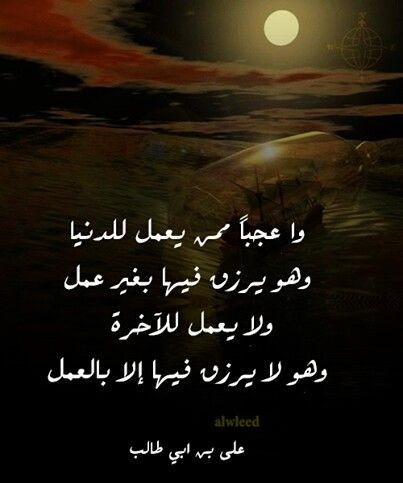 وا عجباً ممن يعمل للدنيا
وهو يرزق فيها بغير عمل
ولا يعمل للآخرة
وهو لا يرزق فيها إلا بالعمل
alwleed
على بن ابي طالب